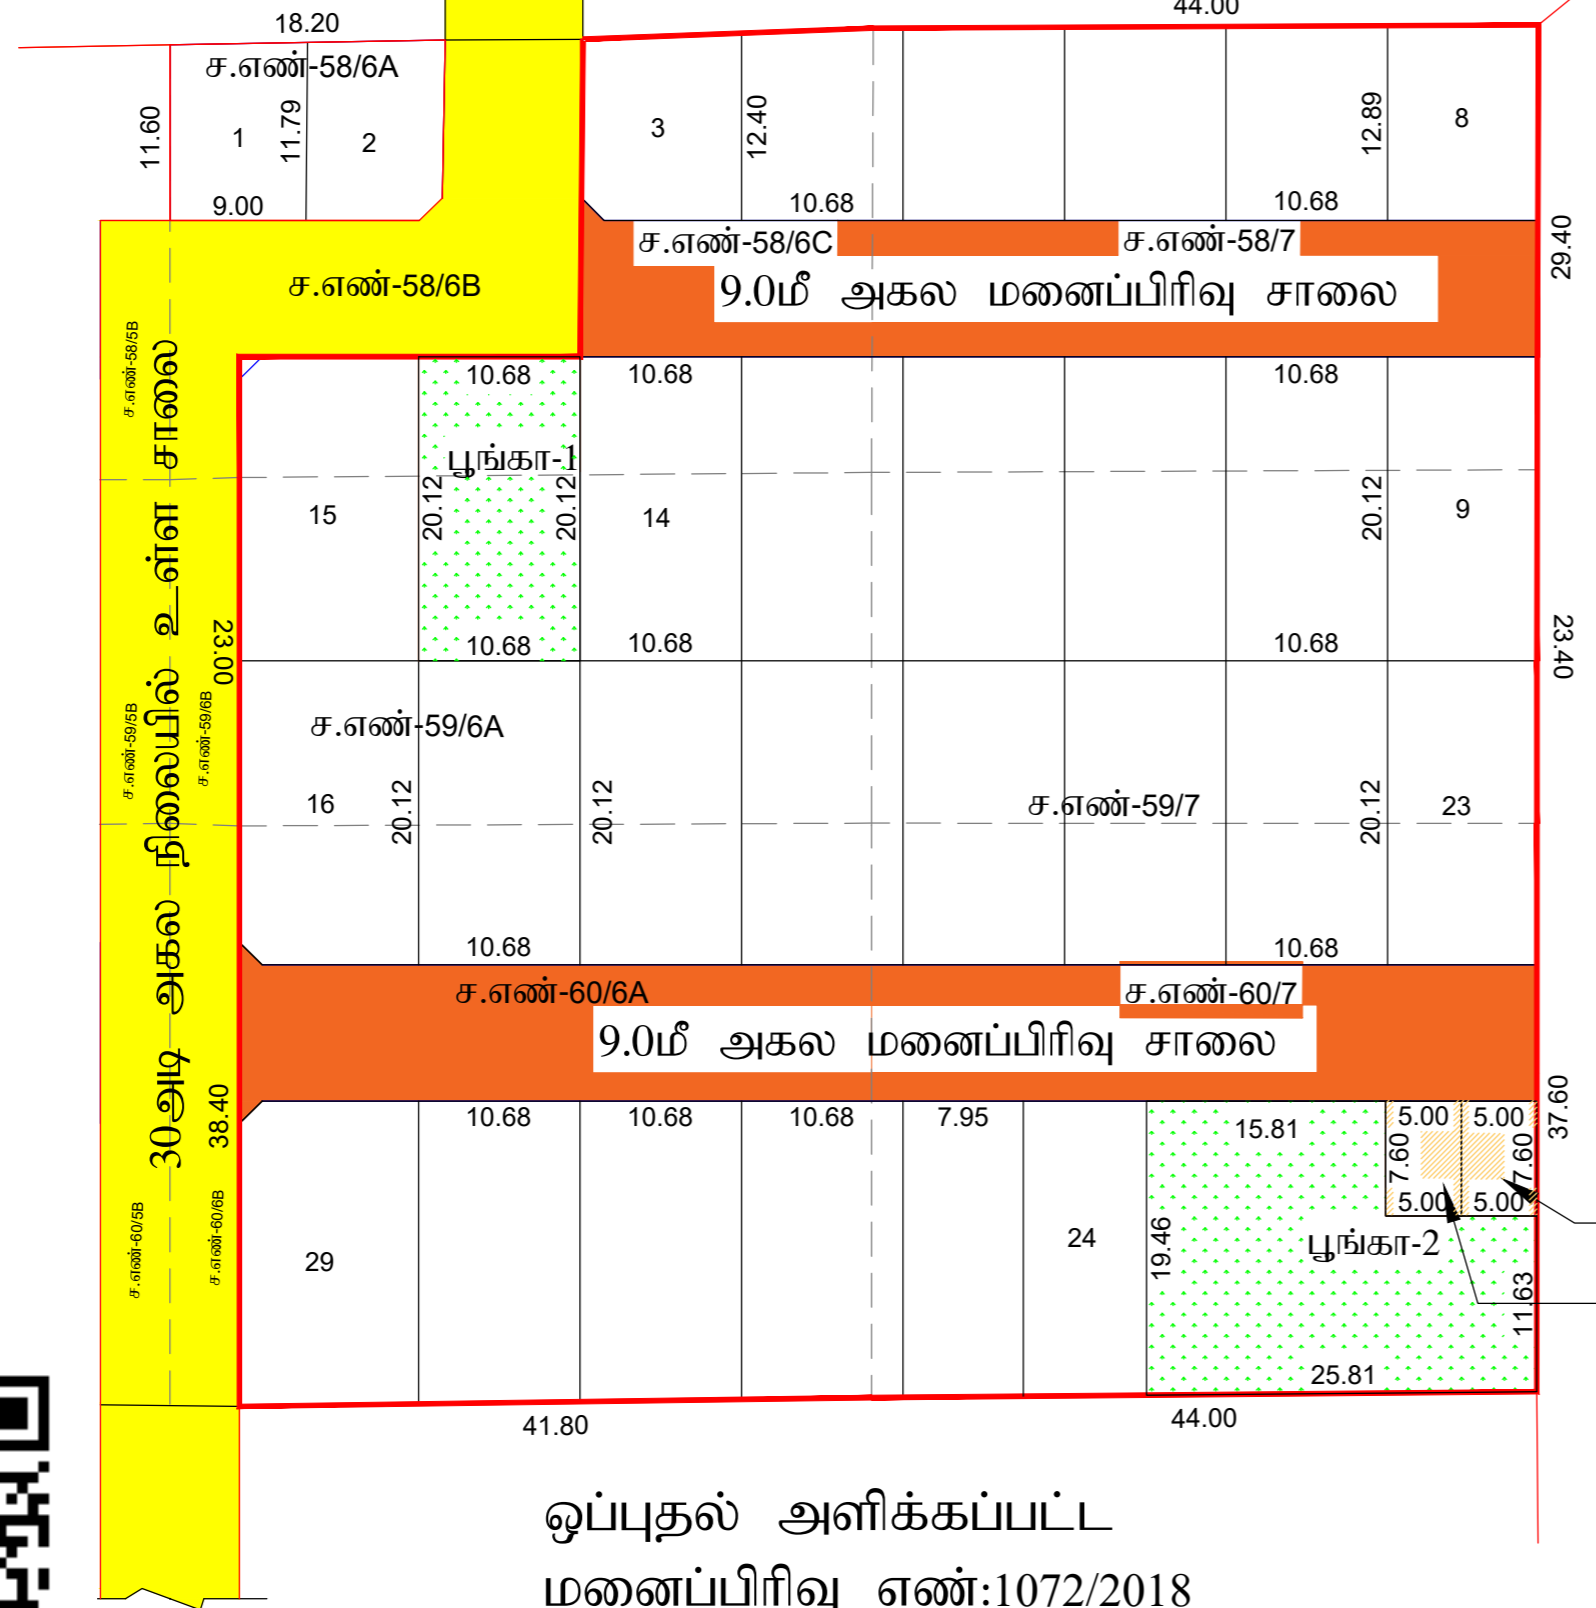 44.00
18.20
ச.எண்-58/6A
11.60
1
11.79
2
9.00
3
12.40
10.68
12.89
8
10.68
29.40
ச.எண்-58/6C
ச.எண்-58/7
9.0மீ அகல மனைப்பிரிவு சாலை
ச.எண்-58/6B
ச.எண்-58/5B
30அடி அகல நிலையில் உள்ள சாலை
10.68
10.68
10.68
பூங்கா-1
15
20.12
20.12
14
20.12
9
10.68
10.68
10.68
23.00
23.40
ச.எண்-59/5B
ச.எண்-59/6B
ச.எண்-59/6A
16
20.12
20.12
ச.எண்-59/7
20.12
23
10.68
10.68
ச.எண்-60/6A
ச.எண்-60/7
9.0மீ அகல மனைப்பிரிவு சாலை
38.40
37.60
10.68
10.68
10.68
7.95
15.81
5.00
5.00
7.60
7.60
5.00
5.00
ச.எண்-60/5B
ச.எண்-60/6B
29
24
19.46
பூங்கா-2
11.63
25.81
41.80
44.00
ஒப்புதல் அளிக்கப்பட்ட
மனைப்பிரிவு எண்:1072/2018